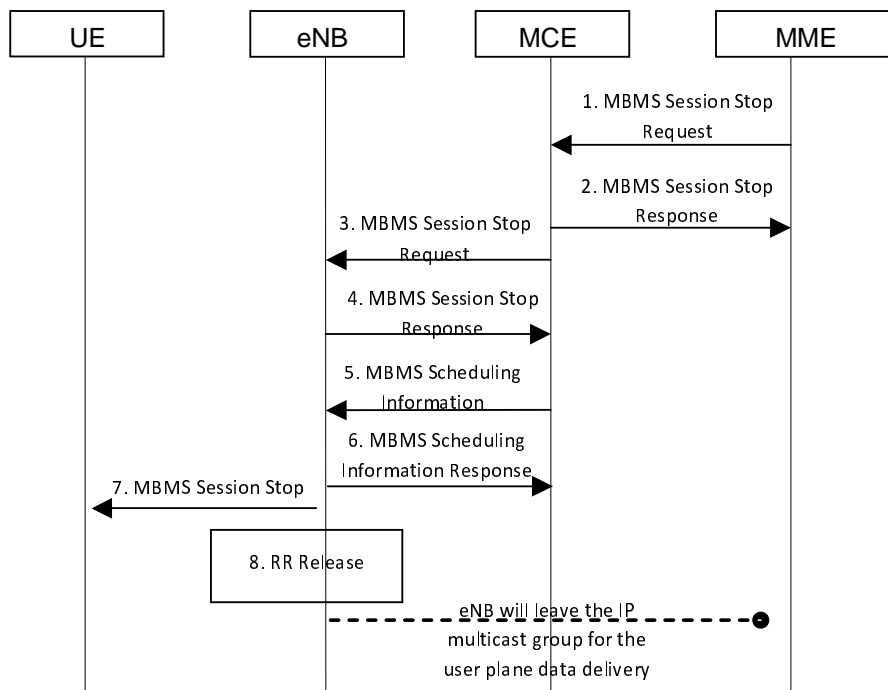 UE
eNB
MCE
MME
1. MBMS Session Stop
Request
2. MBMS Session Stop
Response
3. MBMS Session Stop
Request
4. MBMS Session Stop
Response
5. MBMS Scheduling
Information
6. MBMS Scheduling
Information Response
7. MBMS Session Stop
8. RR Release
eNB will leave the IP
multicast group for the
user plane data delivery